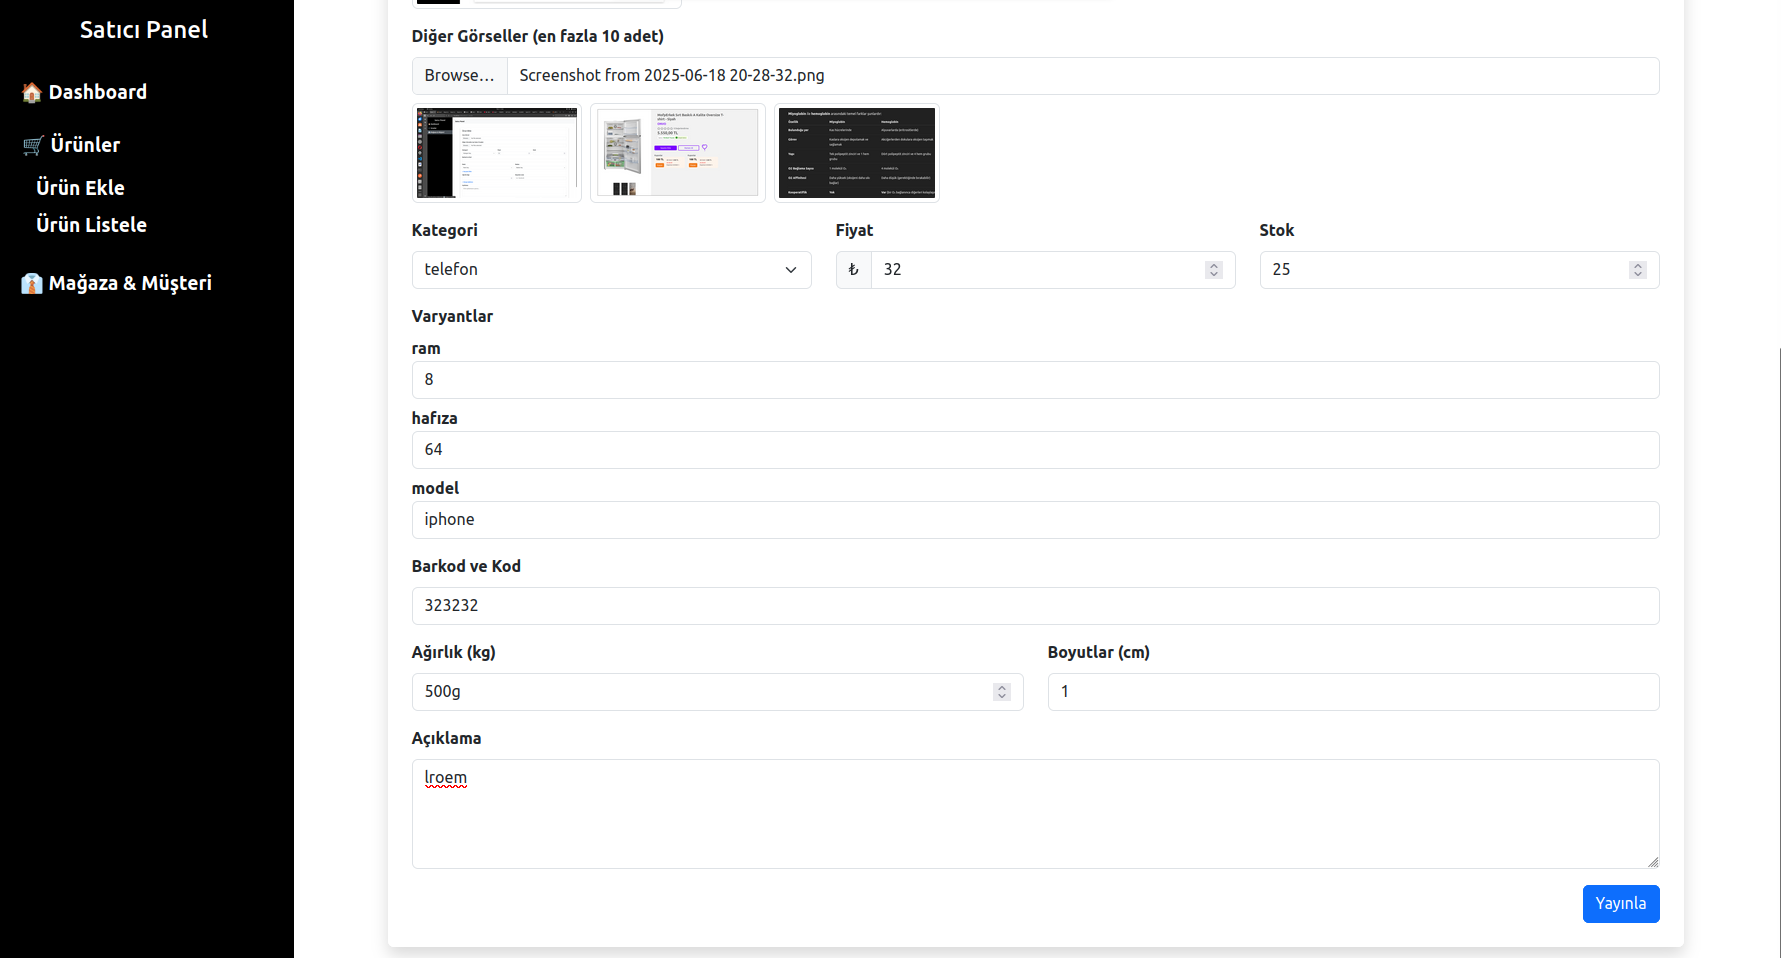 Satıcı Panel
🏠 Dashboard
🛒 Ürünler
Ürün Ekle
Ürün Listele
👔 Mağaza & Müşteri
Diğer Görseller (en fazla 10 adet)
Browse... Screenshot from 2025-06-18 20-28-32.png
Kategori Fiyat Stok
telefon ₺ 32 25
Varyantlar
ram
8
hafıza
64
model
iphone
Barkod ve Kod
323232
Ağırlık (kg) Boyutlar (cm)
500g 1
Açıklama
lroem
Yayınla